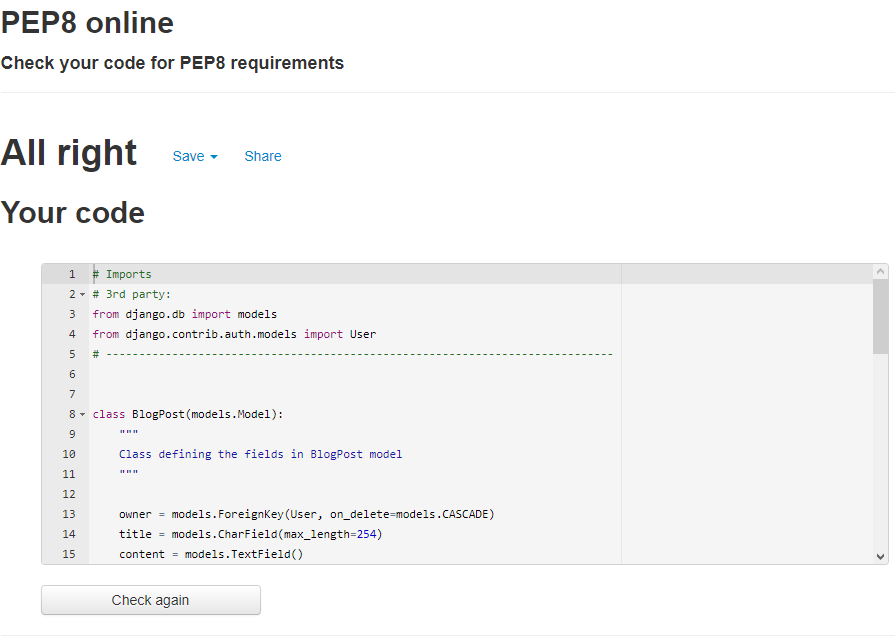 PEP8 online
Check your code for PEP8 requirements
All right Save Share
Your code
1 # Imports
2 # 3rd party:
3 from django.db import models
4 from django.contrib.auth.models import User
5 # -----------------------------------------------------------------------------
6
7
8 class BlogPost(models.Model):
9     """
10     Class defining the fields in BlogPost model
11     """
12
13     owner = models.ForeignKey(User, on_delete=models.CASCADE)
14     title = models.CharField(max_length=254)
15     content = models.TextField()
Check again